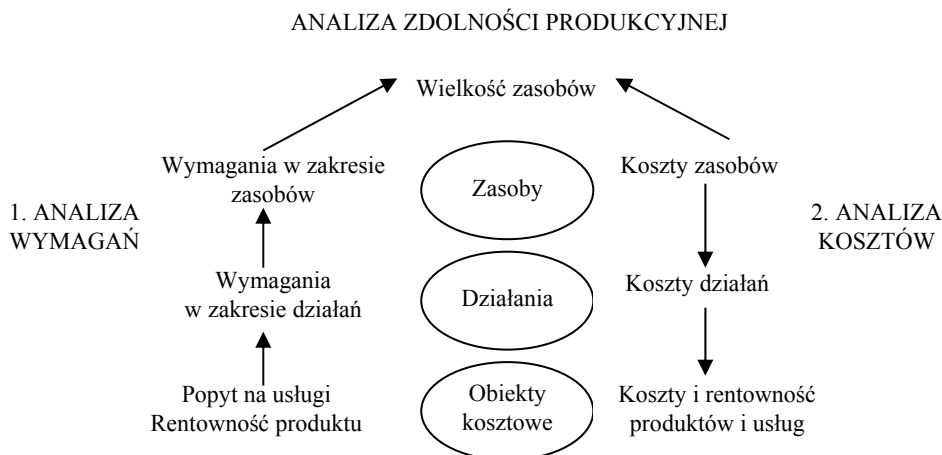 ANALIZA ZDOLNOŚCI PRODUKCYJNEJ
Wielkość zasobów
Wymagania w zakresie
zasobów
Zasoby
Koszty zasobów
1. ANALIZA
WYMAGAŃ
2. ANALIZA
KOSZTÓW
Wymagania
w zakresie działań
Działania
Koszty działań
Popyt na usługi
Rentowność produktu
Obiekty
kosztowe
Koszty i rentowność
produktów i usług